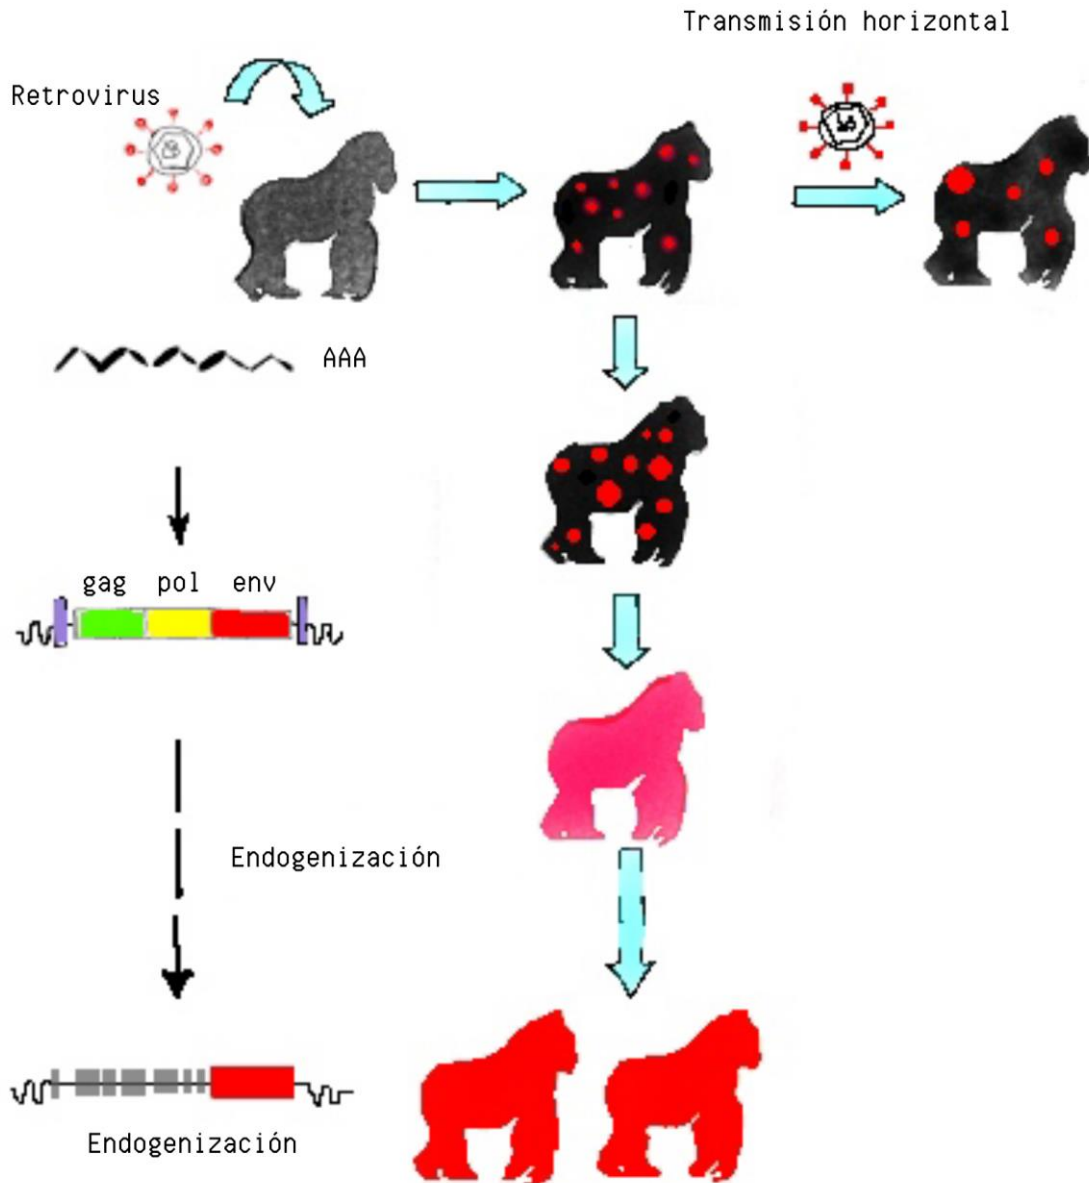 Transmisión horizontal
Retrovirus
AAA
gag pol env
Endogenización
Endogenización